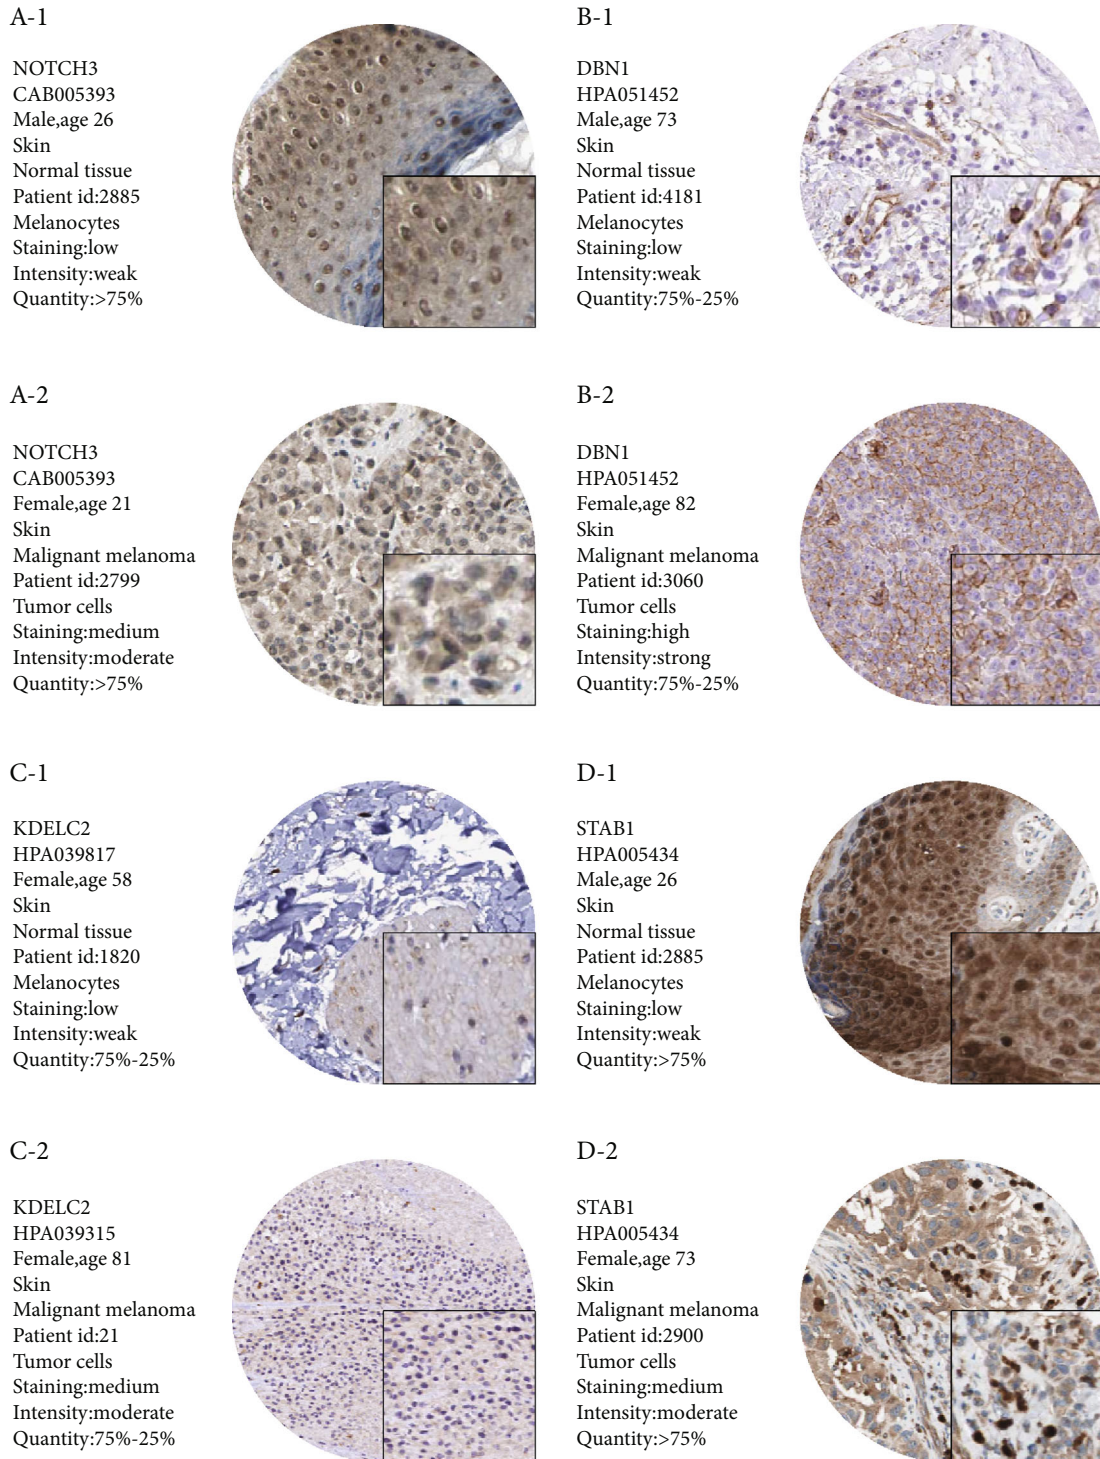 A-1
NOTCH3
CAB005393
Male,age 26
Skin
Normal tissue
Patient id:2885
Melanocytes
Staining:low
Intensity:weak
Quantity:>75%
B-1
DBN1
HPA051452
Male,age 73
Skin
Normal tissue
Patient id:4181
Melanocytes
Staining:low
Intensity:weak
Quantity:75%-25%
A-2
NOTCH3
CAB005393
Female,age 21
Skin
Malignant melanoma
Patient id:2799
Tumor cells
Staining:medium
Intensity:moderate
Quantity:>75%
B-2
DBN1
HPA051452
Female,age 82
Skin
Malignant melanoma
Patient id:3060
Tumor cells
Staining:high
Intensity:strong
Quantity:75%-25%
C-1
KDELC2
HPA039817
Female,age 58
Skin
Normal tissue
Patient id:1820
Melanocytes
Staining:low
Intensity:weak
Quantity:75%-25%
D-1
STAB1
HPA005434
Male,age 26
Skin
Normal tissue
Patient id:2885
Melanocytes
Staining:low
Intensity:weak
Quantity:>75%
C-2
KDELC2
HPA039315
Female,age 81
Skin
Malignant melanoma
Patient id:21
Tumor cells
Staining:medium
Intensity:moderate
Quantity:75%-25%
D-2
STAB1
HPA005434
Female,age 73
Skin
Malignant melanoma
Patient id:2900
Tumor cells
Staining:medium
Intensity:moderate
Quantity:>75%